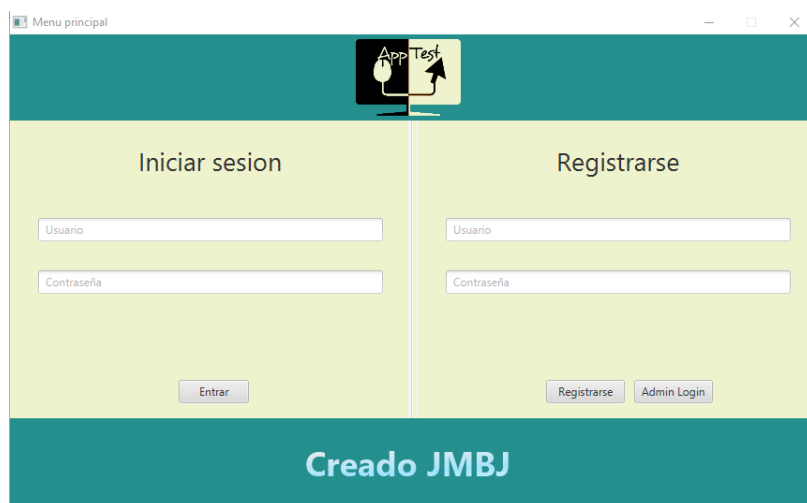 Menu principal
App Test
Iniciar sesion
Usuario
Contraseña
Entrar
Registrarse
Usuario
Contraseña
Registrarse
Admin Login
Creado JMBJ